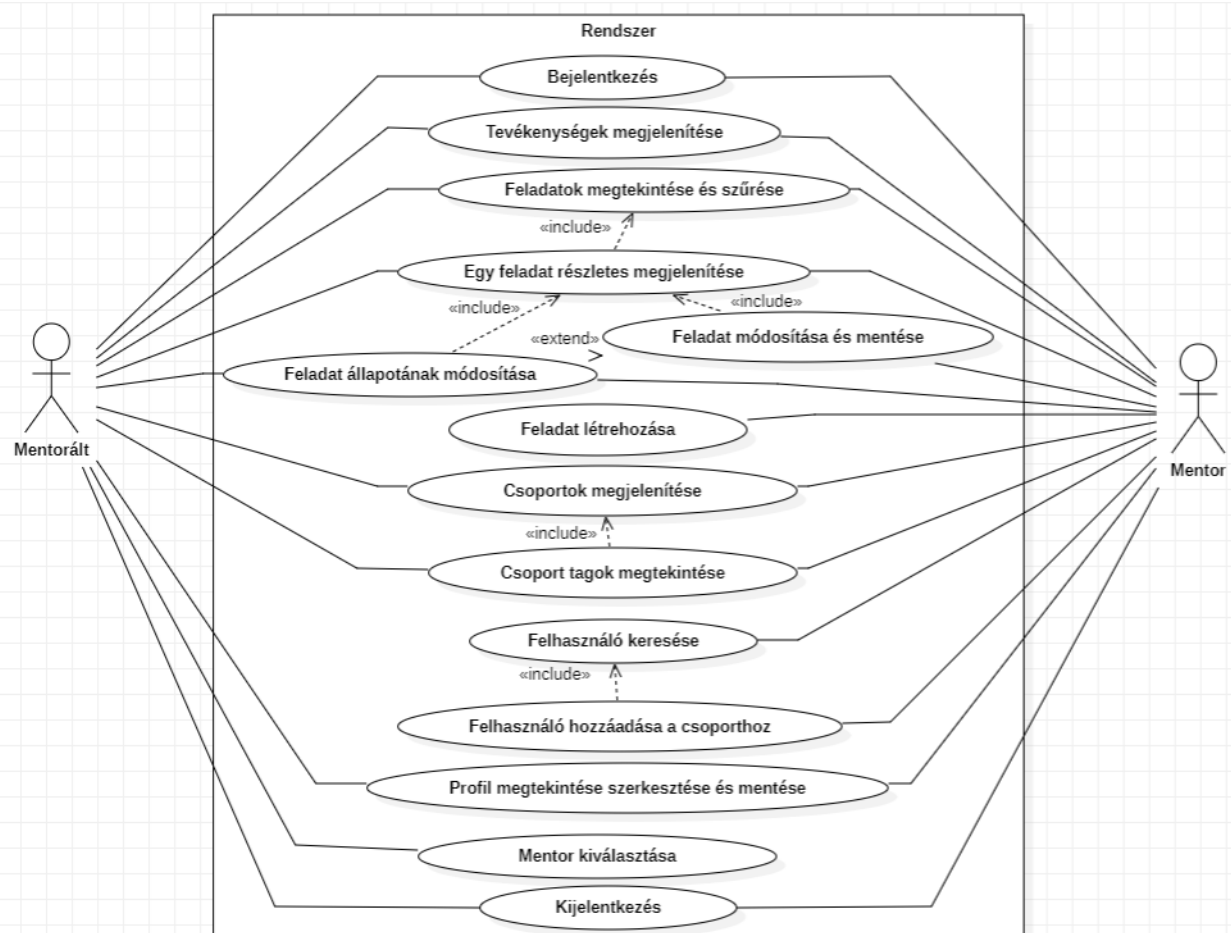 Rendszer
Bejelentkezés
Tevékenységek megjelenítése
Feladatok megtekintése és szűrése
«include»
Egy feladat részletes megjelenítése
«include»
«include»
«extend»
Feladat módosítása és mentése
Feladat állapotának módosítása
Mentorált
Mentor
Feladat létrehozása
Csoportok megjelenítése
«include»
Csoport tagok megtekintése
Felhasználó keresése
«include»
Felhasználó hozzáadása a csoporthoz
Profil megtekintése szerkesztése és mentése
Mentor kiválasztása
Kijelentkezés